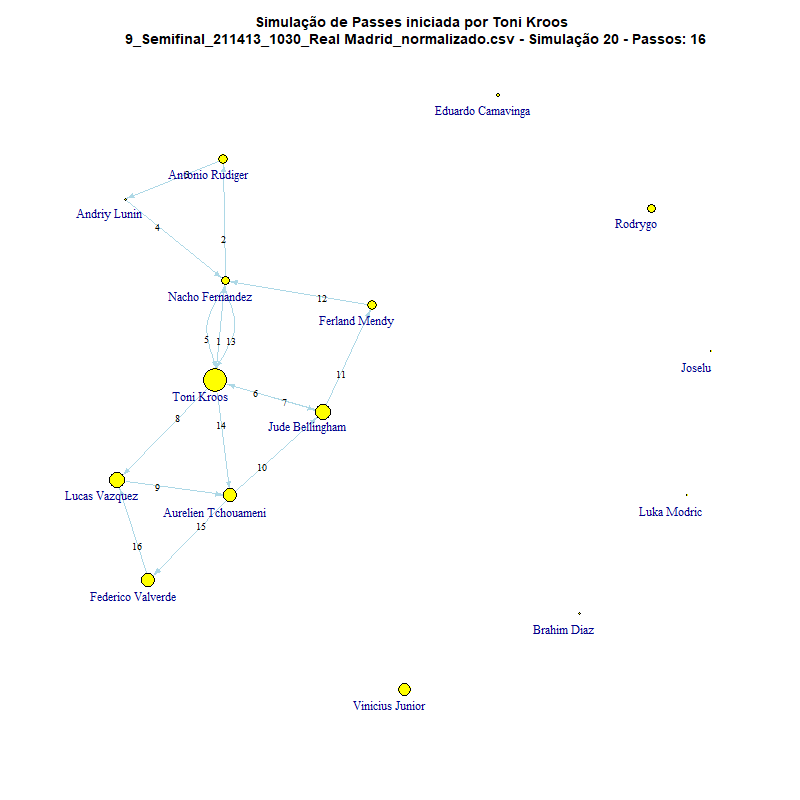 Simulação de Passes iniciada por Toni Kroos
9_Semifinal_211413_1030_Real Madrid_normalizado.csv - Simulação 20 - Passos: 16
Eduardo Camavinga
Antonio Rudiger
3
Andriy Lunin
Rodrygo
4
2
Nacho Fernandez
12
Ferland Mendy
5
1
13
Joselu
11
Toni Kroos
6
7
8
14
Jude Bellingham
10
9
Lucas Vazquez
Aurelien Tchouameni
Luka Modric
15
16
Federico Valverde
Brahim Diaz
Vinicius Junior